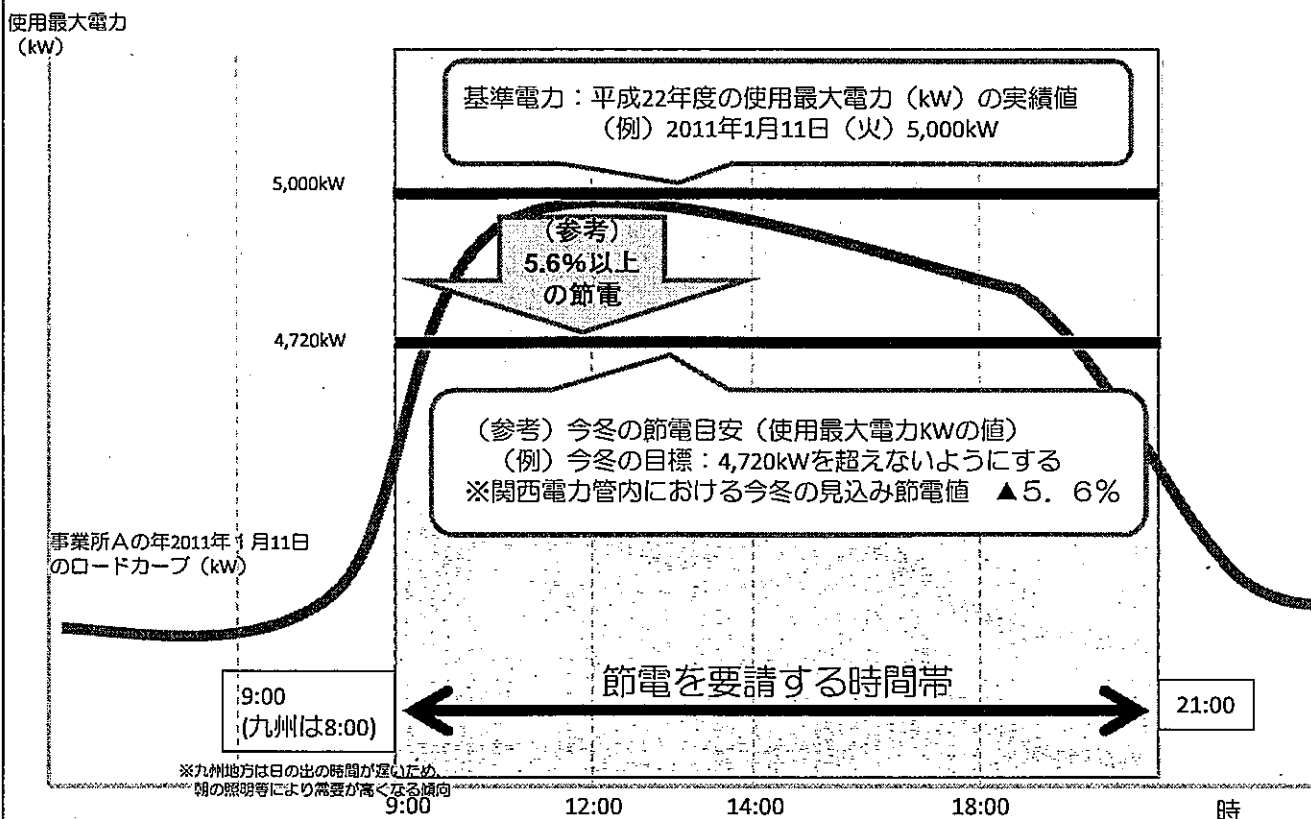 使用最大電力
（kW）
基準電力：平成22年度の使用最大電力（kW）の実績値
（例）2011年1月11日（火）5,000kW
5,000kW
（参考）
5.6%以上
の節電
4,720kW
（参考）今冬の節電目安（使用最大電力KWの値）
（例）今冬の目標：4,720kWを超えないようにする
※関西電力管内における今冬の見込み節電値　▲5．6%
事業所Aの年2011年1月11日
のロードカーブ（kW）
節電を要請する時間帯
9:00
(九州は8:00)
21:00
※九州地方は日の出の時間が遅いため、
朝の照明等により需要が高くなる傾向
9:00
12:00
14:00
18:00
時